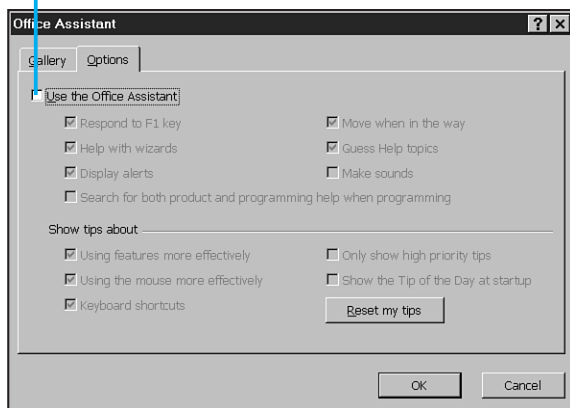 Office Assistant
Gallery Options
Use the Office Assistant
Respond to F1 key Move when in the way
Help with wizards Guess Help topics
Display alerts Make sounds
Search for both product and programming help when programming
Show tips about
Using features more effectively Only show high priority tips
Using the mouse more effectively Show the Tip of the Day at startup
Keyboard shortcuts Reset my tips
OK Cancel